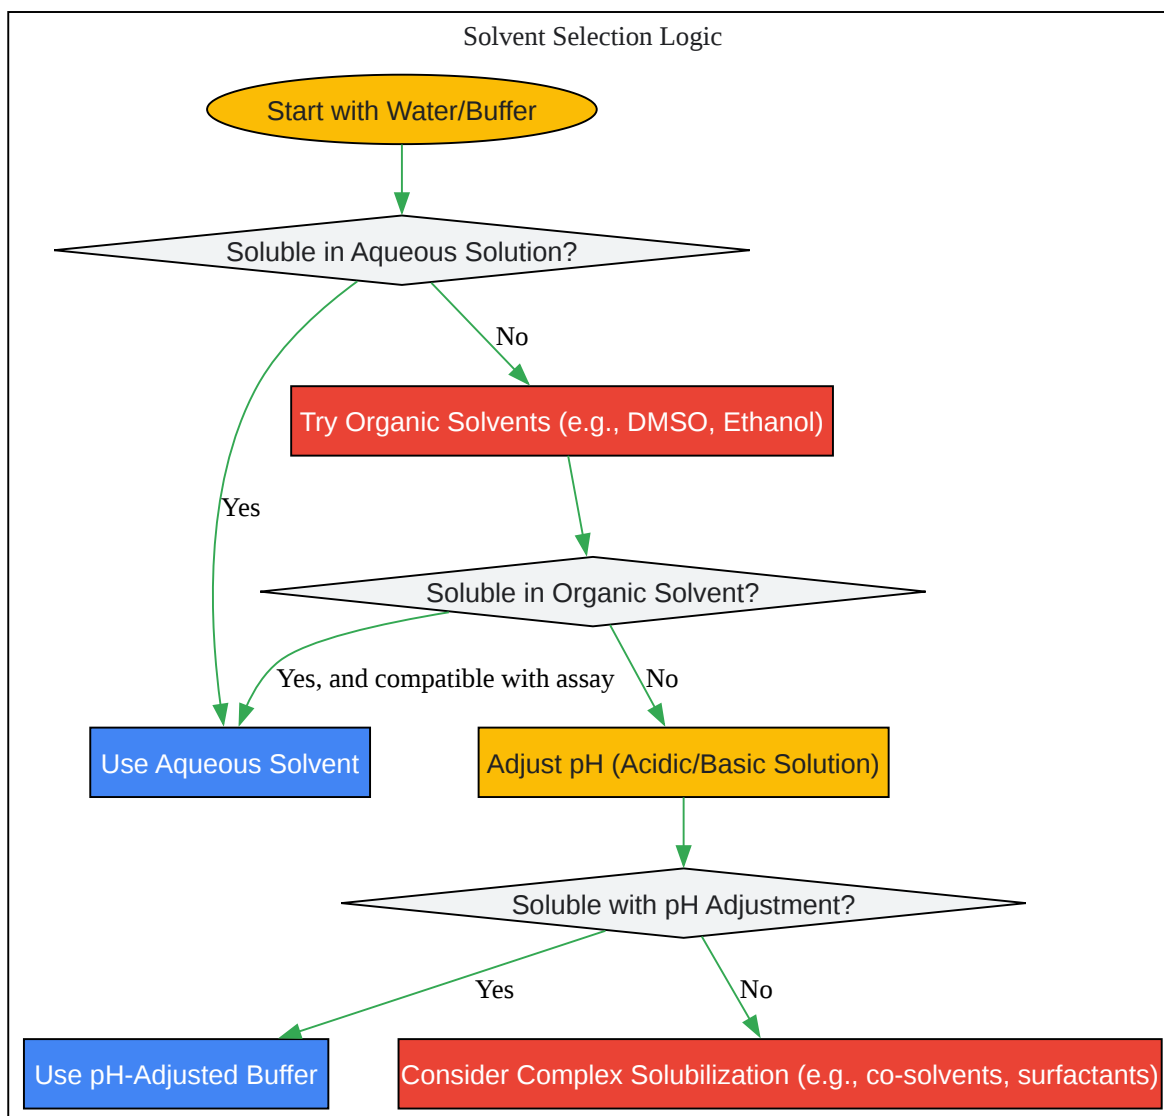 Solvent Selection Logic
Start with Water/Buffer
Soluble in Aqueous Solution?
No
Try Organic Solvents (e.g., DMSO, Ethanol)
Yes
Soluble in Organic Solvent?
Yes, and compatible with assay
No
Use Aqueous Solvent
Adjust pH (Acidic/Basic Solution)
Soluble with pH Adjustment?
Yes
No
Use pH-Adjusted Buffer
Consider Complex Solubilization (e.g., co-solvents, surfactants)